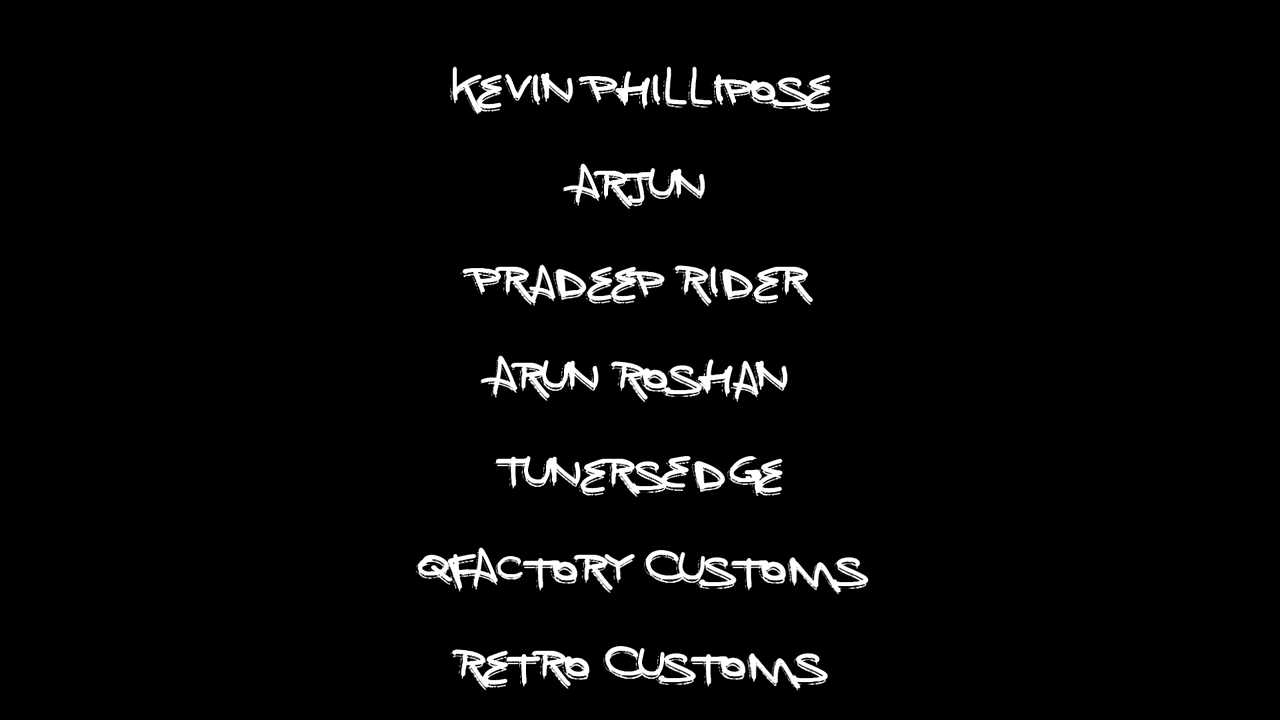 KEVIN PHILLIPOSE
ARJUN
PRADEEP RIDER
ARUN ROSHAN
TUNERSEDGE
QFACTORY CUSTOMS
RETRO CUSTOMS